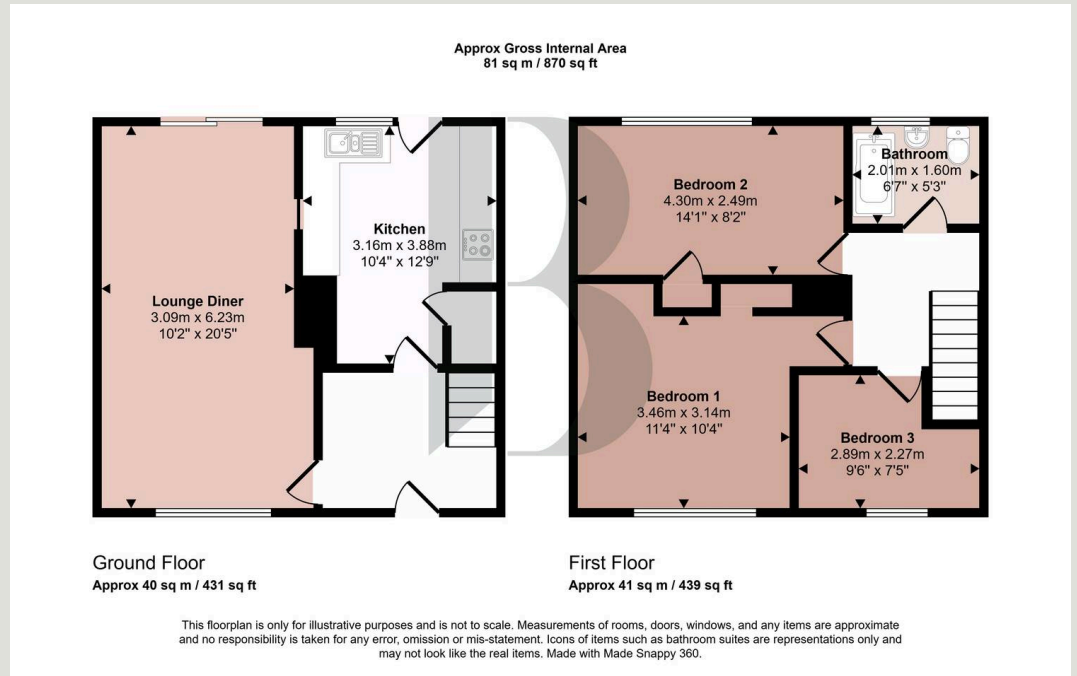 Approx Gross Internal Area
81 sq m / 870 sq ft
Lounge Diner
3.09m x 6.23m
10'2" x 20'5"
Kitchen
3.16m x 3.88m
10'4" x 12'9"
Bedroom 2
4.30m x 2.49m
14'1" x 8'2"
Bathroom
2.01m x 1.60m
6'7" x 5'3"
Bedroom 1
3.46m x 3.14m
11'4" x 10'4"
Bedroom 3
2.89m x 2.27m
9'6" x 7'5"
Ground Floor
Approx 40 sq m / 431 sq ft
First Floor
Approx 41 sq m / 439 sq ft
This floorplan is only for illustrative purposes and is not to scale. Measurements of rooms, doors, windows, and any items are approximate
and no responsibility is taken for any error, omission or mis-statement. Icons of items such as bathroom suites are representations only and
may not look like the real items. Made with Made Snappy 360.
B